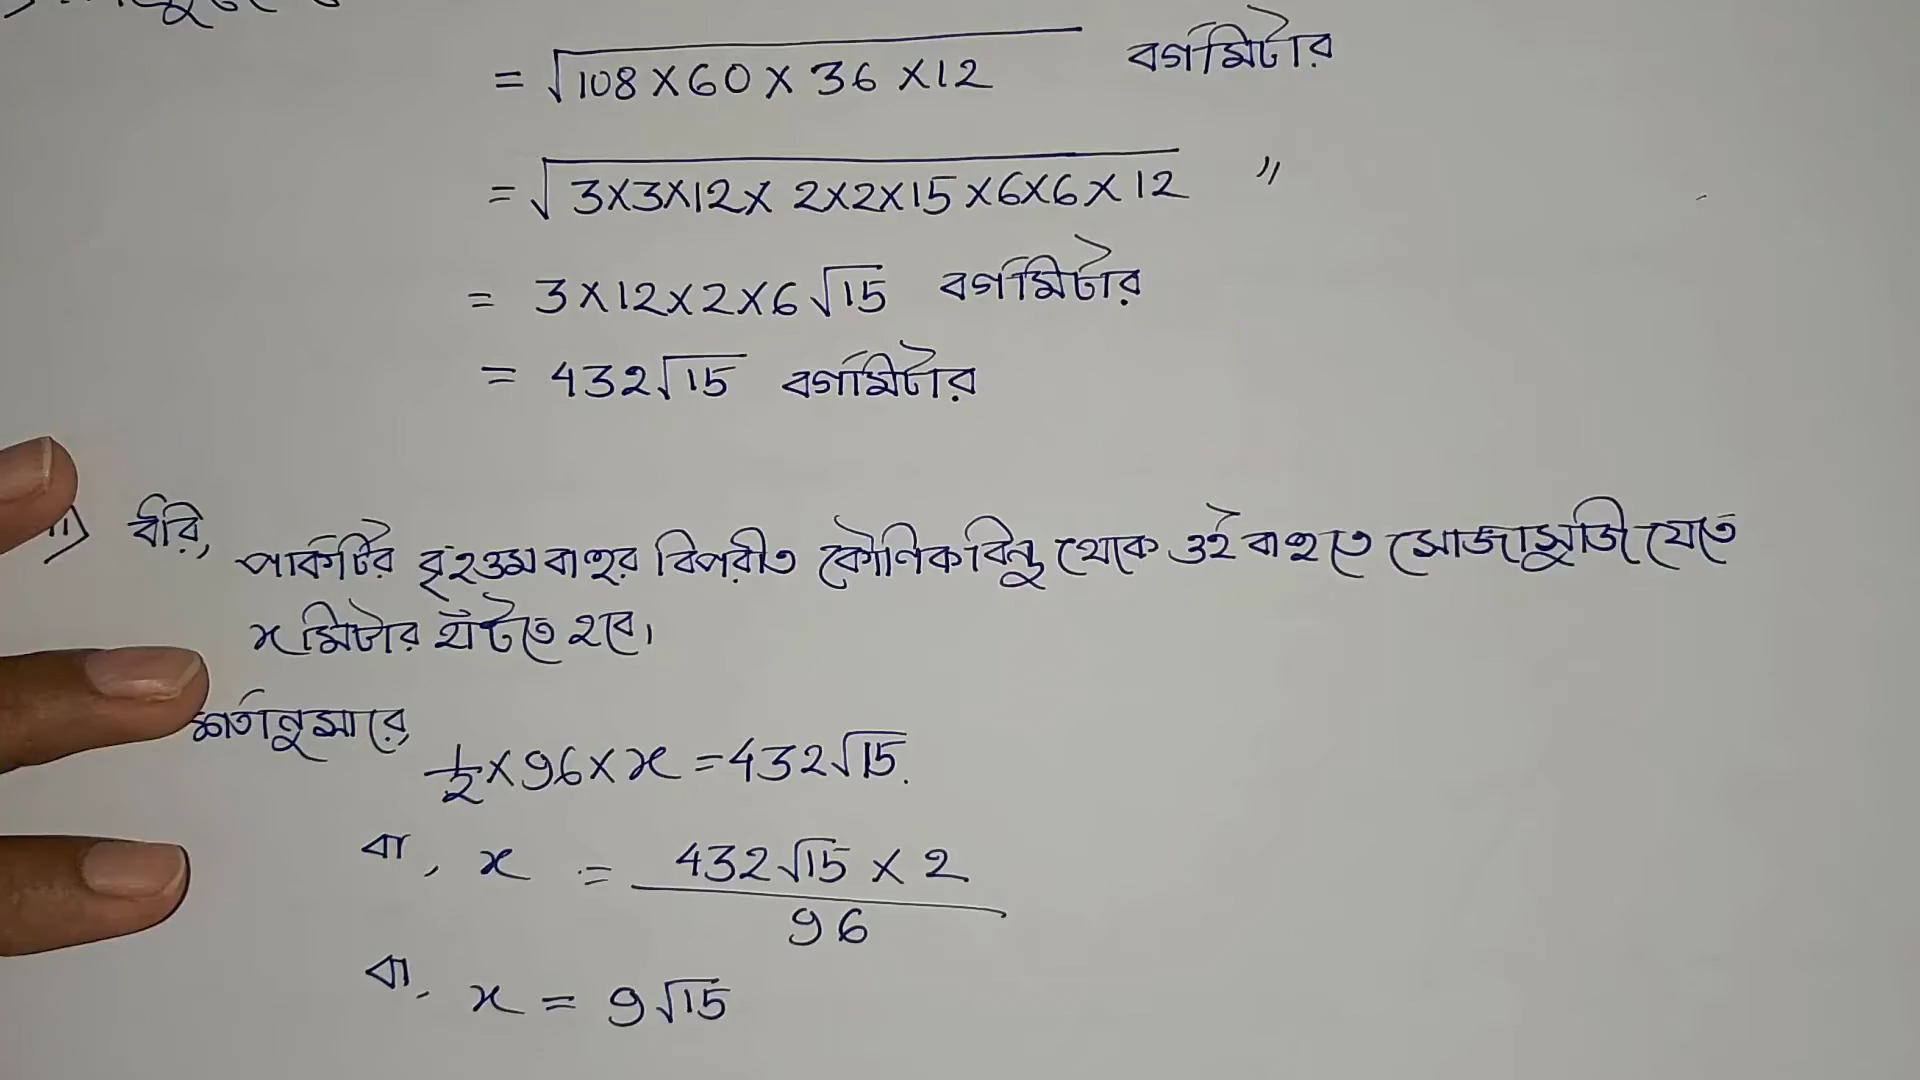 = √108 × 60 × 36 × 12 বর্গমিটার
= √3×3×12× 2×2×15×6×6×12 〃
= 3×12×2×6√15 বর্গমিটার
= 432√15 বর্গমিটার
ধরি, পার্কটির বৃহত্তম বাহুর বিপরীত কৌণিক বিন্দু থেকে ওই বাহুতে সোজাসুজি যেতে
x মিটার হাঁটতে হবে।
শর্তানুসারে,
1/2 × 96 × x = 432√15.
বা, x = 432√15 × 2
96
বা, x = 9√15